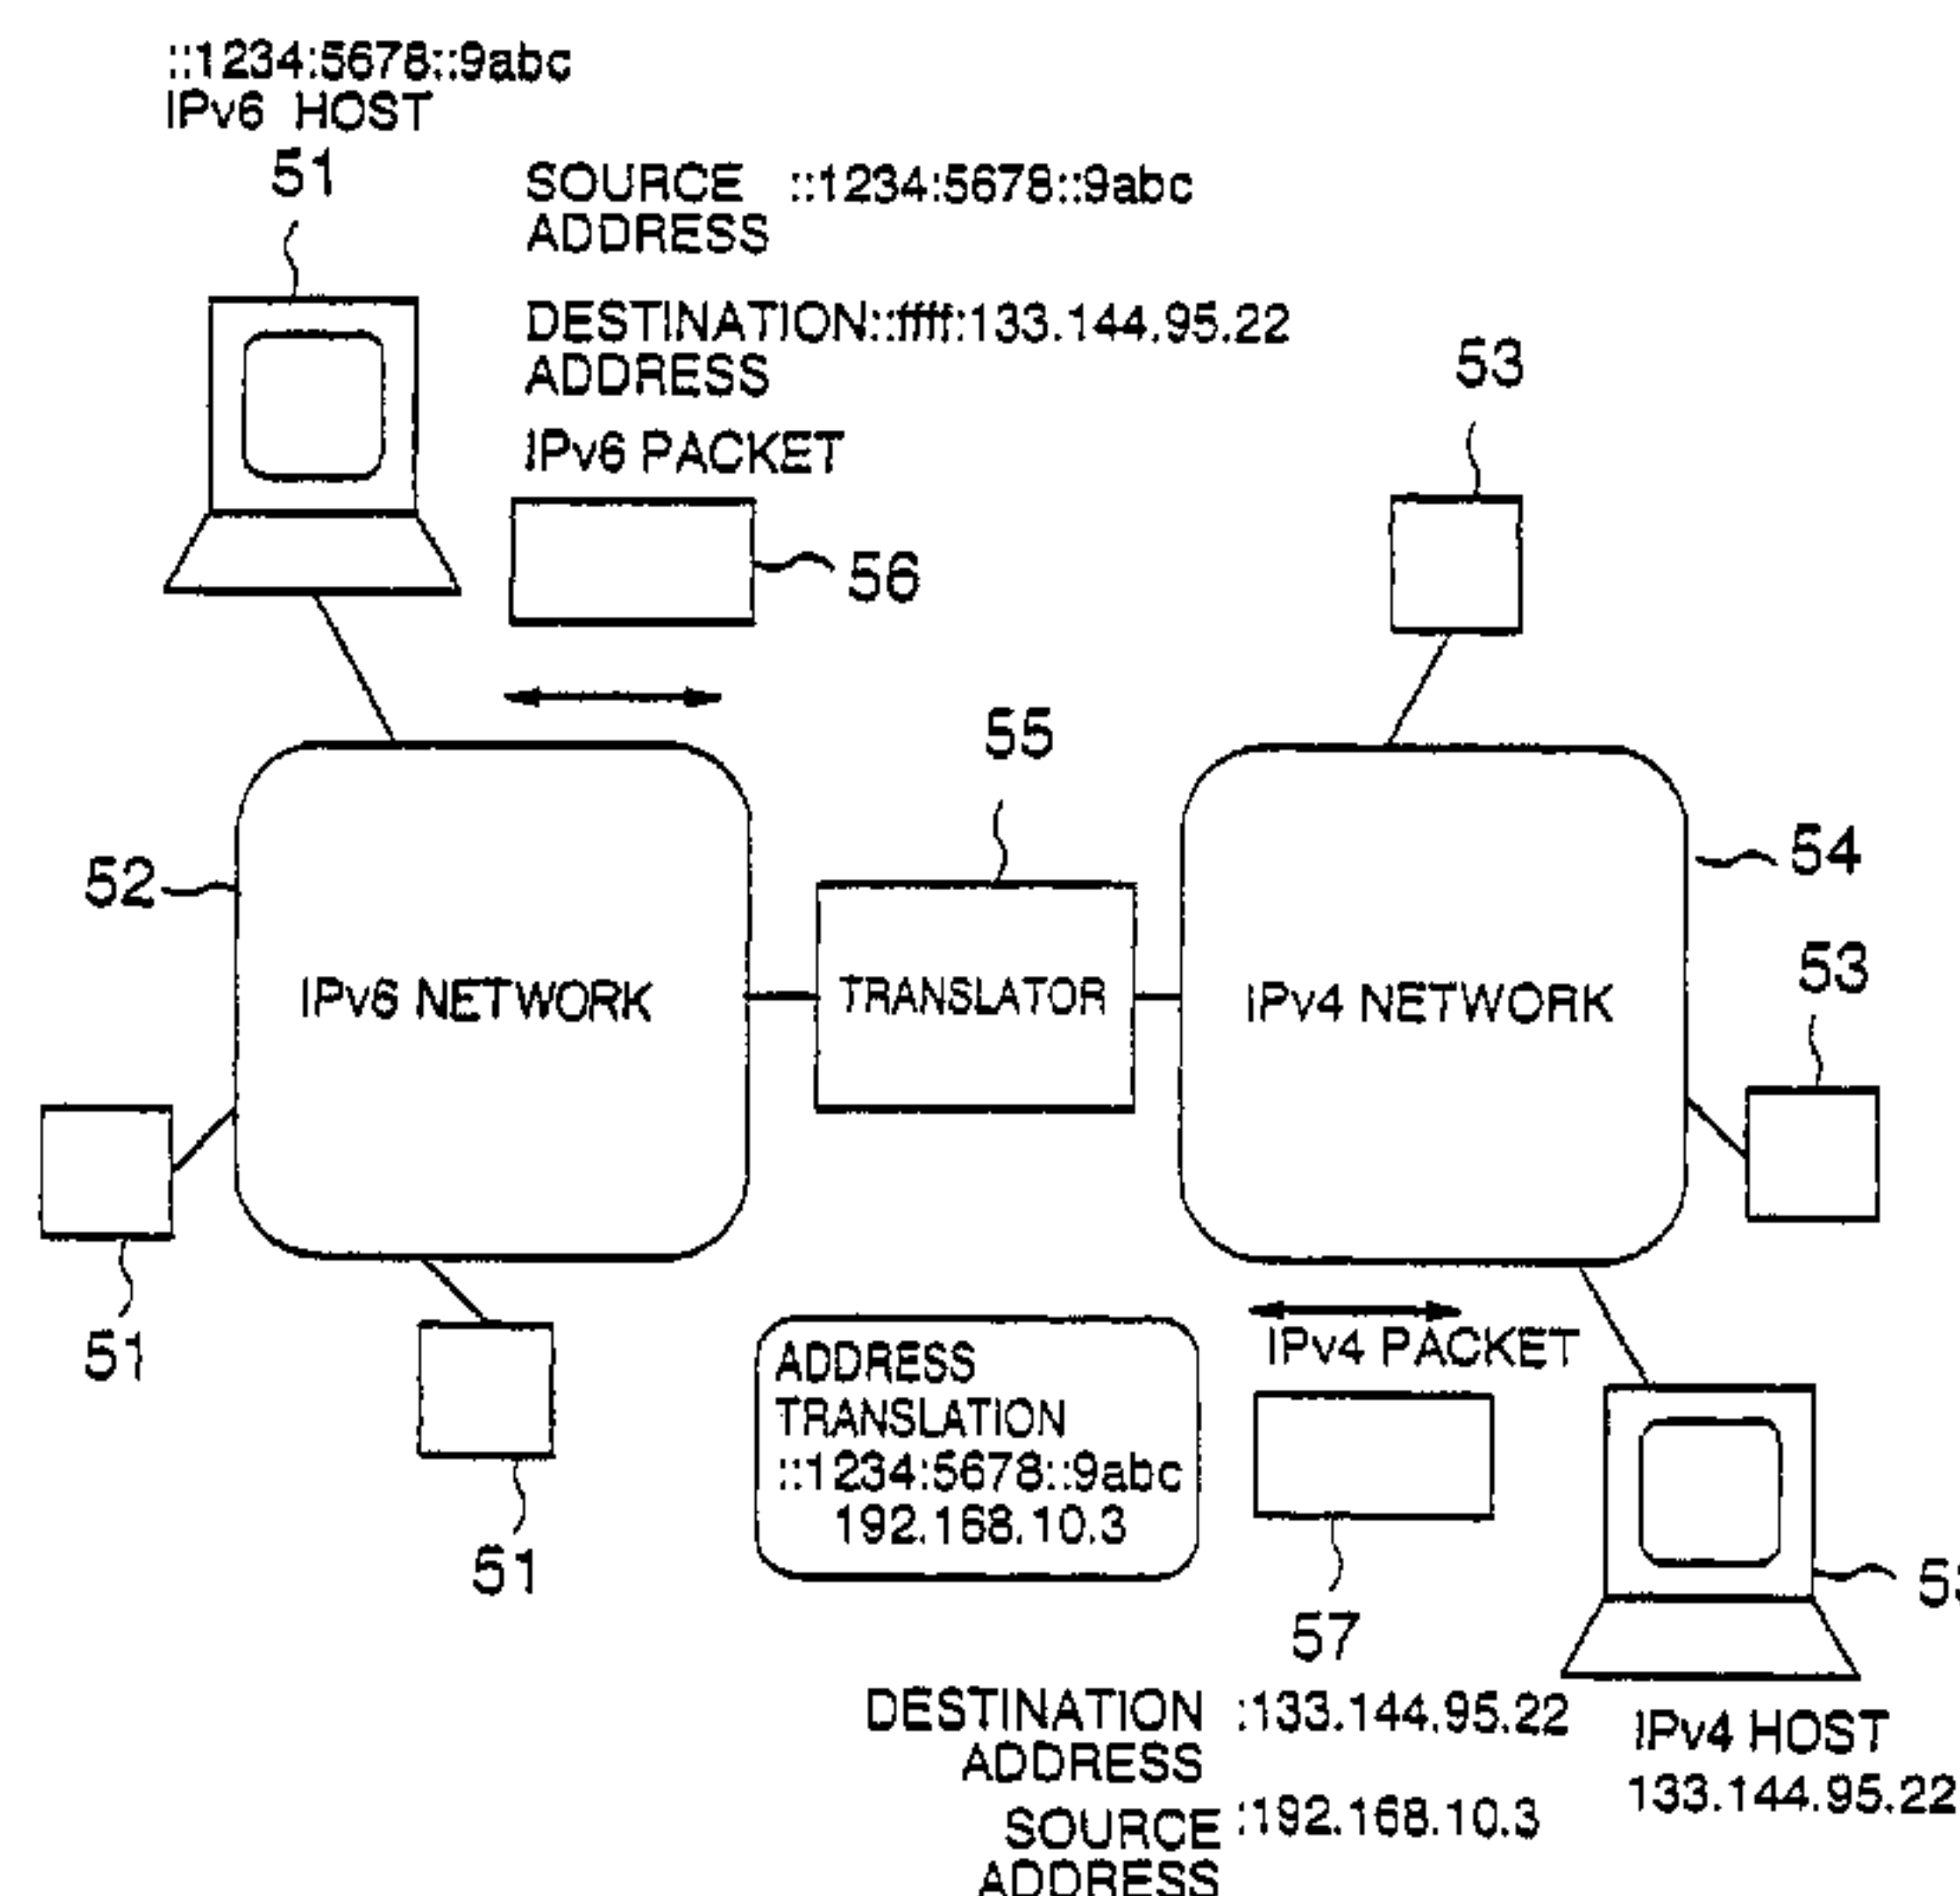 ::1234:5678::9abc
IPv6 HOST
51
SOURCE ::1234:5678::9abc
ADDRESS
DESTINATION::ffff:133.144.95.22
ADDRESS
IPv6 PACKET
56
53
55
52
54
53
IPv6 NETWORK
TRANSLATOR
IPv4 NETWORK
51
51
ADDRESS
TRANSLATION
::1234:5678::9abc
192.168.10.3
IPv4 PACKET
57
DESTINATION :133.144.95.22
ADDRESS
SOURCE :192.168.10.3
ADDRESS
IPv4 HOST
133.144.95.22